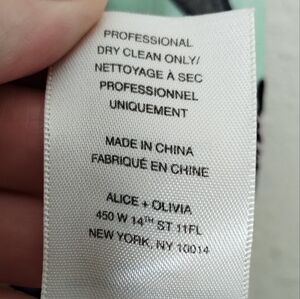 PROFESSIONAL
DRY CLEAN ONLY/
NETTOYAGE À SEC
PROFESSIONNEL
UNIQUEMENT
MADE IN CHINA
FABRIQUÉ EN CHINE
ALICE + OLIVIA
450 W 14TH ST 11FL
NEW YORK, NY 10014